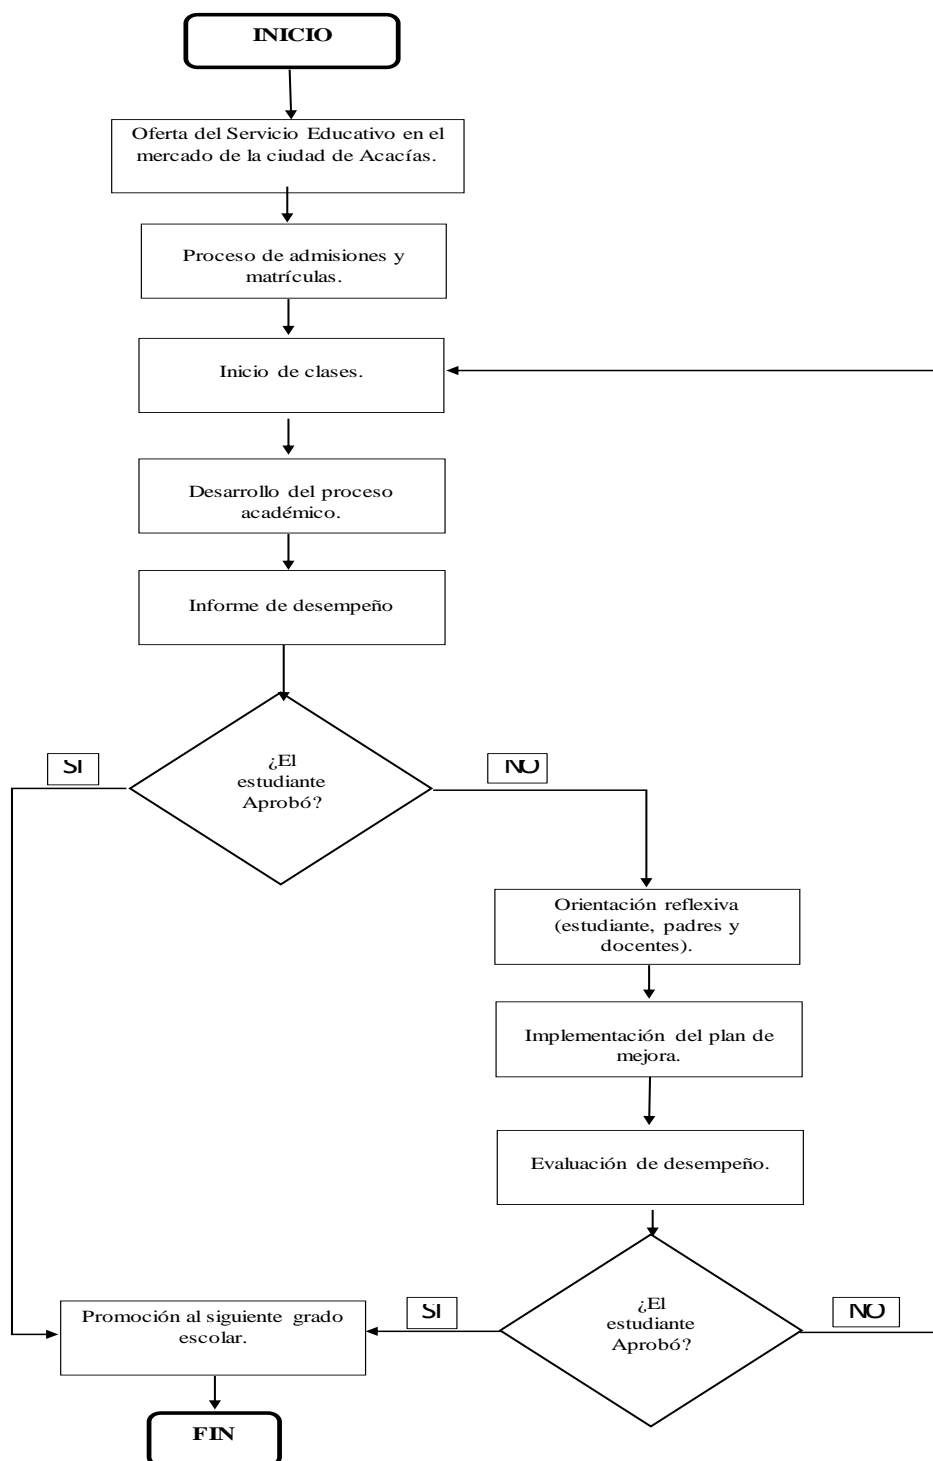 INICIO
Oferta del Servicio Educativo en el
mercado de la ciudad de Acacías.
Proceso de admisiones y
matrículas.
Inicio de clases.
Desarrollo del proceso
académico.
Informe de desempeño
¿El
estudiante
Aprobó?
SI
NO
Orientación reflexiva
(estudiante, padres y
docentes).
Implementación del plan de
mejora.
Evaluación de desempeño.
¿El
estudiante
Aprobó?
SI
NO
Promoción al siguiente grado
escolar.
FIN